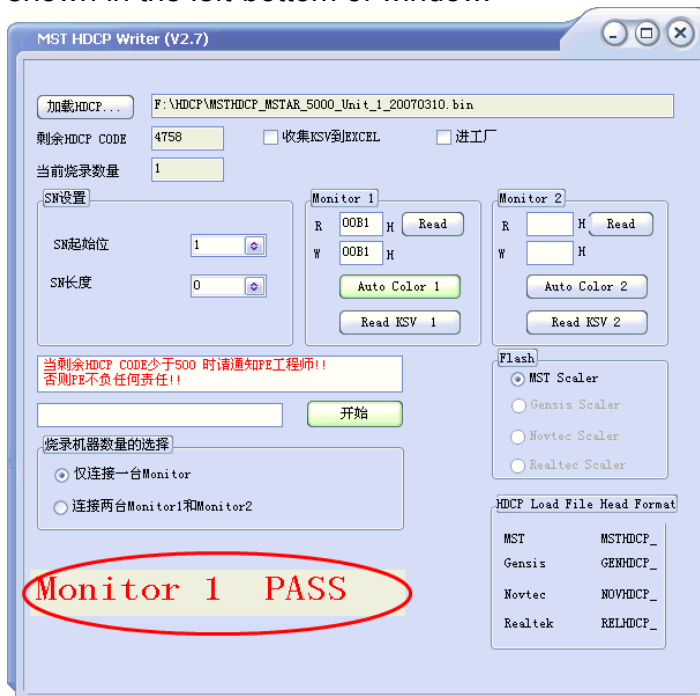 shown in the left bottom of window.
MST HDCP Writer (V2.7)
加载HDCP...
F:\HDCP\MSTHDCP_MSTAR_5000_Unit_1_20070310.bin
剩余HDCP CODE
4758
收集KSV到EXCEL
进工厂
当前烧录数量
1
SN设置
SN起始位
1
SN长度
0
Monitor 1
R 00B1 H Read
W 00B1 H
Auto Color 1
Read KSV 1
Monitor 2
R H Read
W H
Auto Color 2
Read KSV 2
当剩余HDCP CODE少于500 时请通知PE工程师!!
否则PE不负任何责任!!
开始
Flash
MST Scaler
Gensis Scaler
Novtec Scaler
Realtec Scaler
烧录机器数量的选择
仅连接一台Monitor
连接两台Monitor1和Monitor2
HDCP Load File Head Format
MST MSTHDCP_
Gensis GENHDCP_
Novtec NOVHDCP_
Realtek RELHDCP_
Monitor 1 PASS